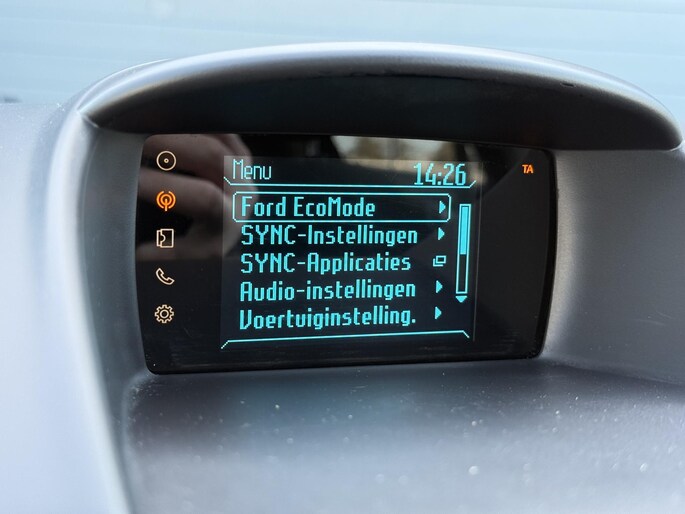 Menu 14:26
TA
Ford EcoMode
SYNC-Instellingen
SYNC-Applicaties
Audio-instellingen
Voertuiginstelling.